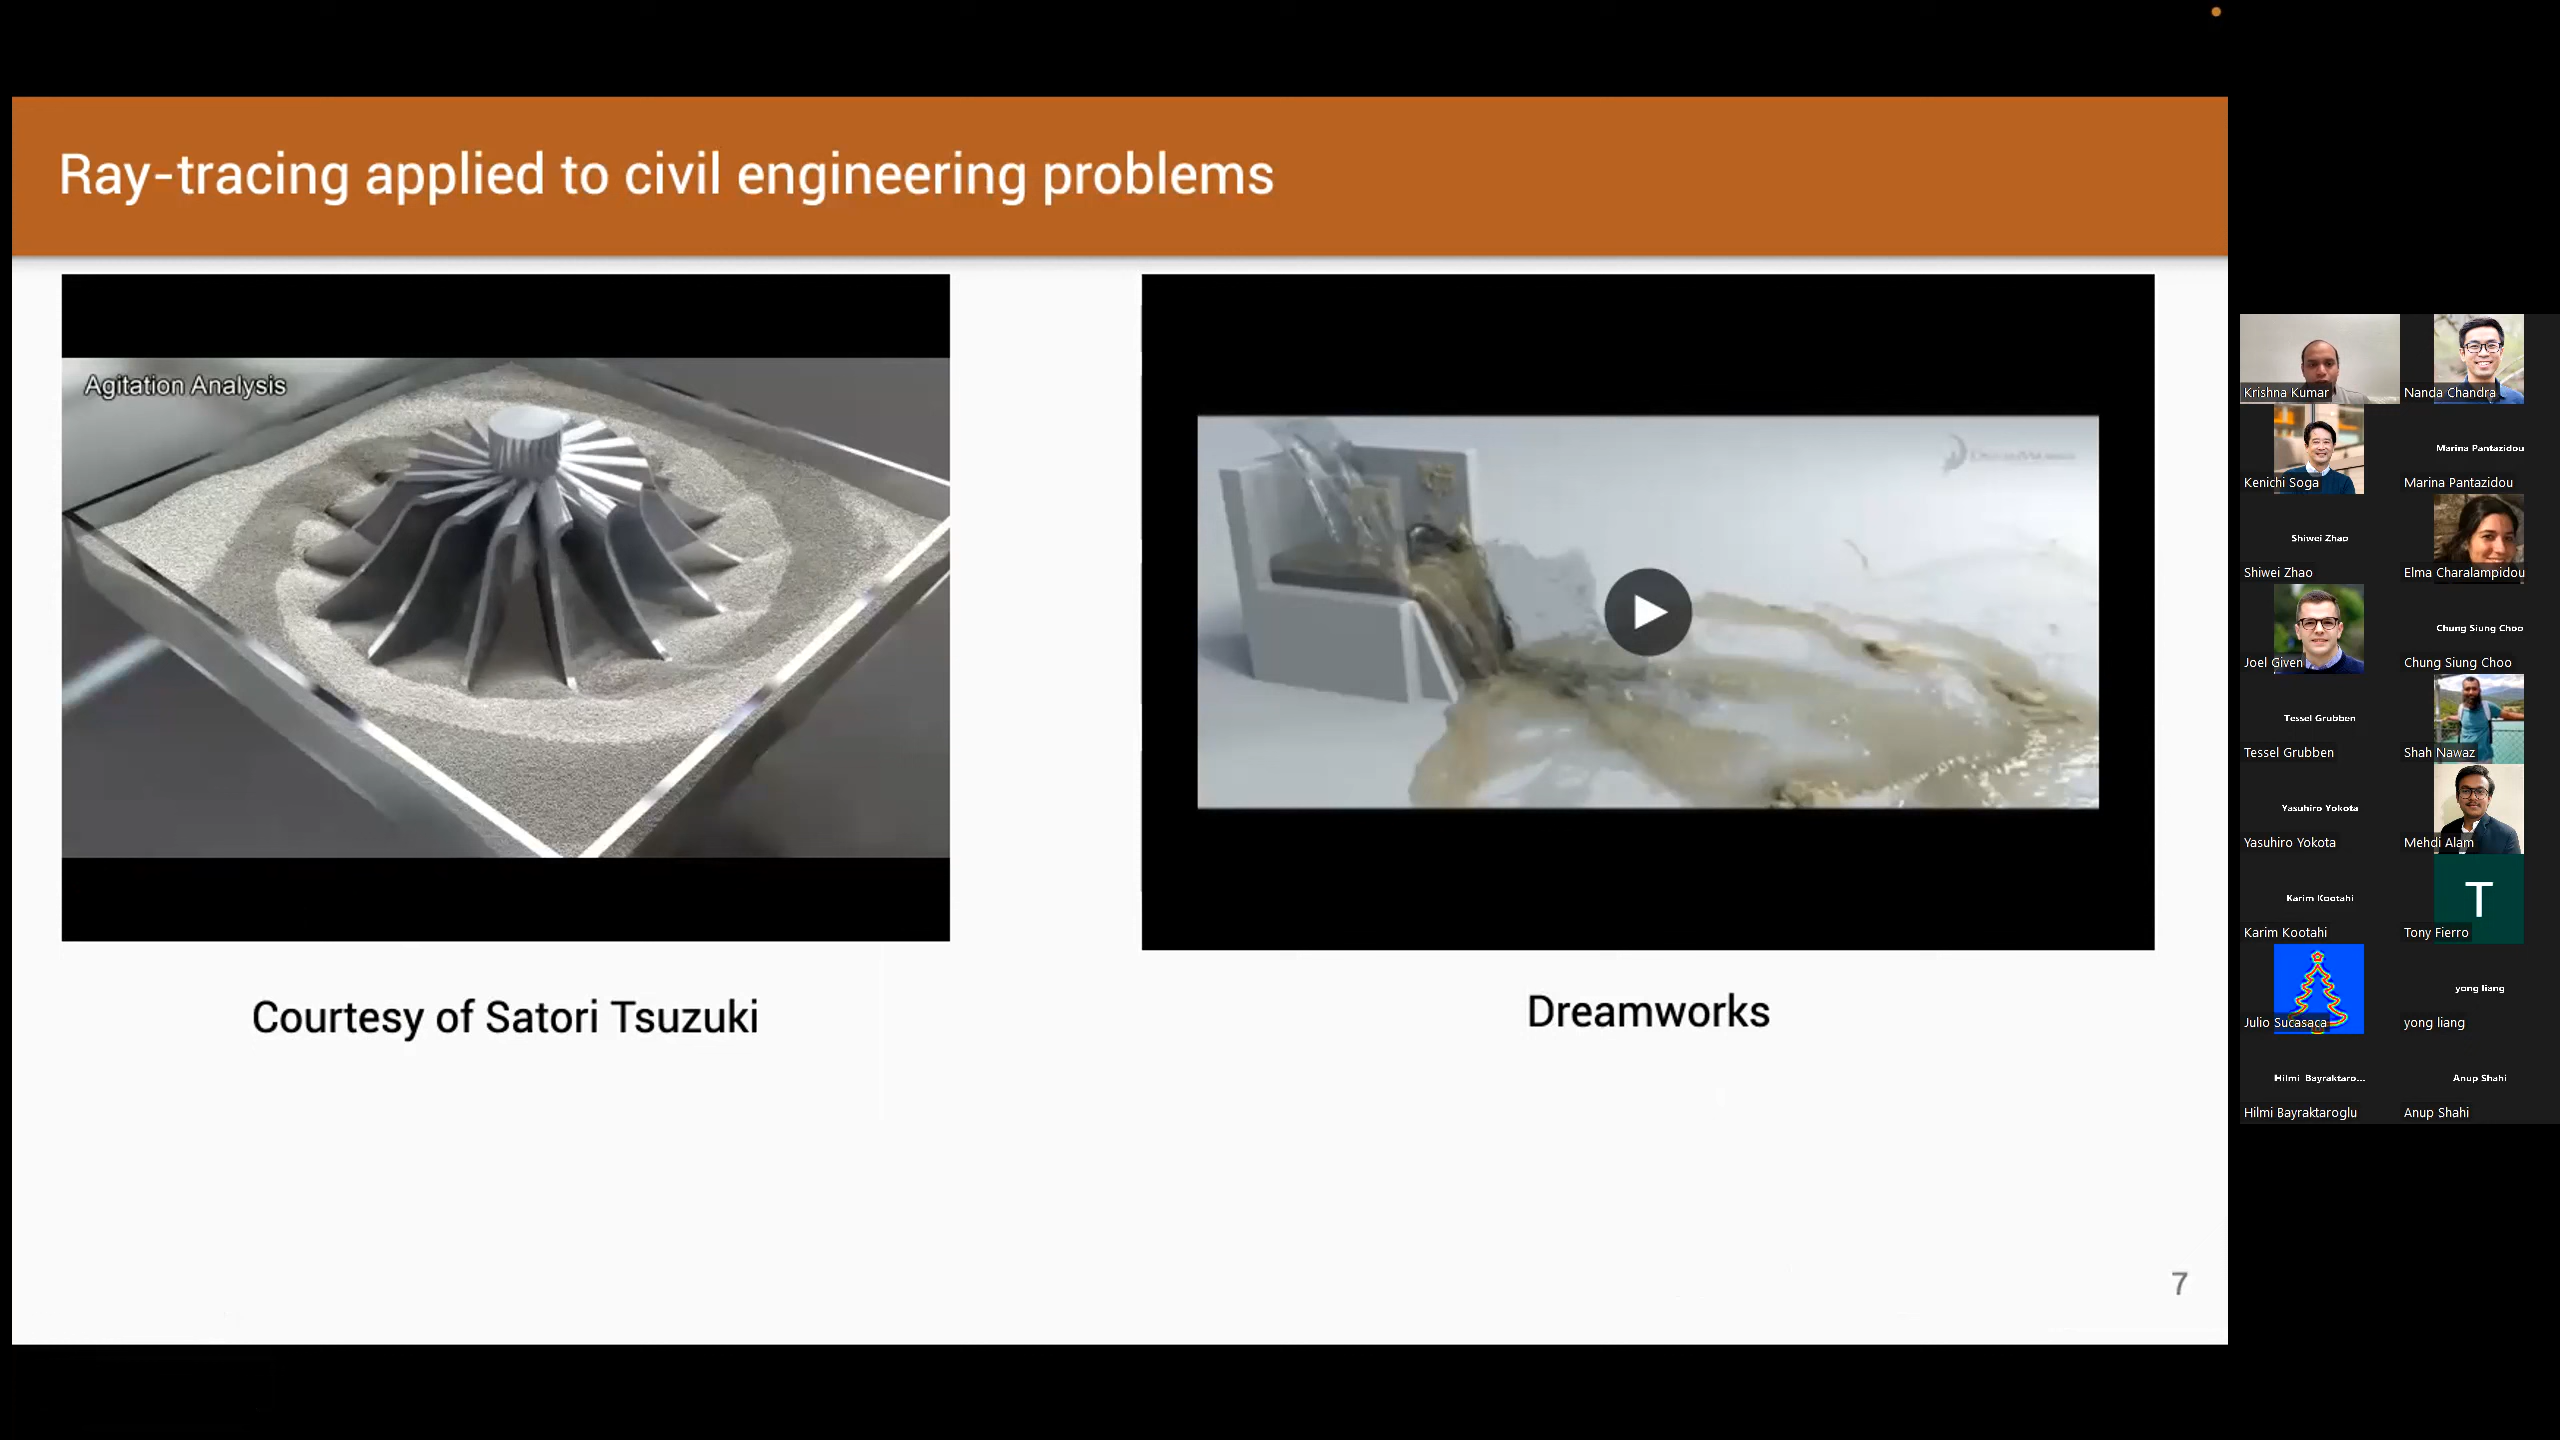 Ray-tracing applied to civil engineering problems
Agitation Analysis
Courtesy of Satori Tsuzuki
Dreamworks
7
Krishna Kumar
Nanda Chandra
Kenichi Soga
Marina Pantazidou
Marina Pantazidou
Shiwei Zhao
Shiwei Zhao
Elma Charalampidou
Joel Given
Chung Siung Choo
Chung Siung Choo
Tessel Grubben
Tessel Grubben
Shah Nawaz
Yasuhiro Yokota
Yasuhiro Yokota
Mehdi Alam
Karim Kootahi
Karim Kootahi
T
Tony Fierro
Julio Sucasaca
yong liang
yong liang
Hilmi Bayraktaro...
Hilmi Bayraktaroglu
Anup Shahi
Anup Shahi